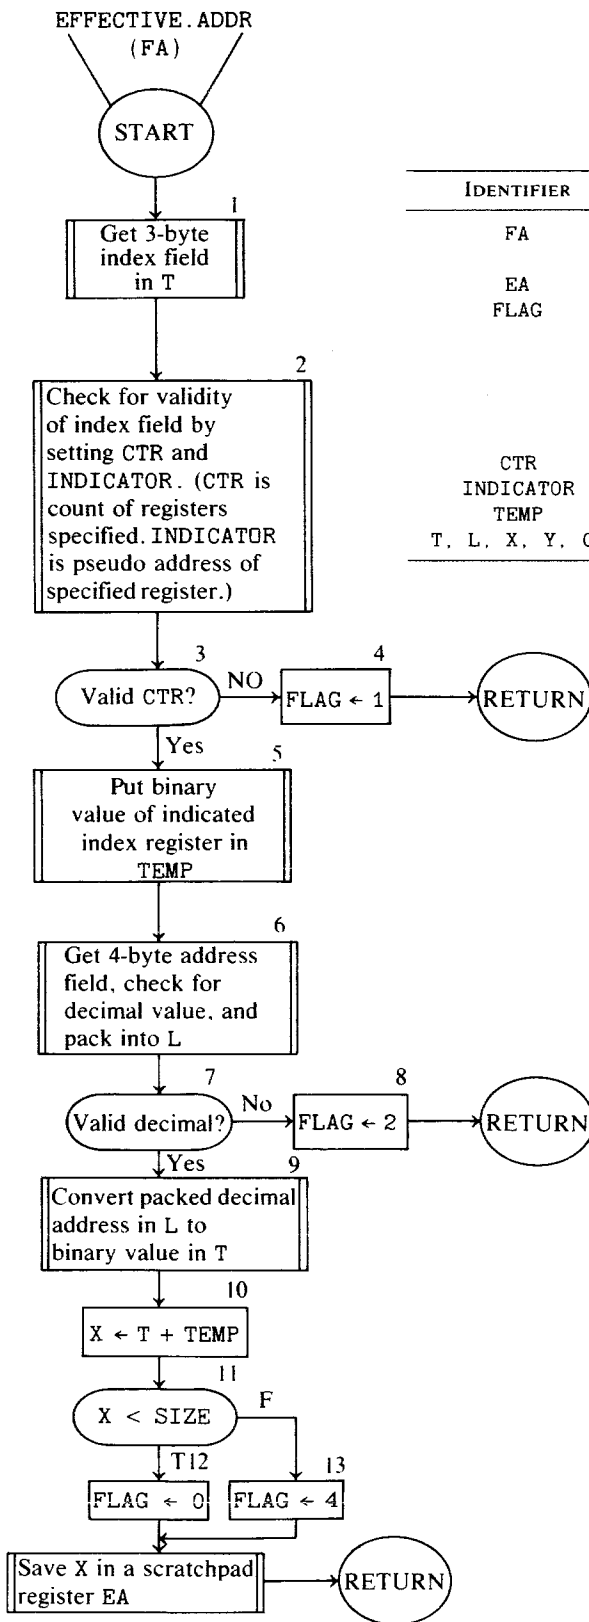 EFFECTIVE.ADDR
(FA)
START
1
Get 3-byte
index field
in T
2
Check for validity
of index field by
setting CTR and
INDICATOR. (CTR is
count of registers
specified. INDICATOR
is pseudo address of
specified register.)
3
Valid CTR?
NO
4
FLAG ← 1
RETURN
Yes
5
Put binary
value of indicated
index register in
TEMP
6
Get 4-byte address
field, check for
decimal value, and
pack into L
7
Valid decimal?
No
8
FLAG ← 2
RETURN
Yes
9
Convert packed decimal
address in L to
binary value in T
10
X ← T + TEMP
11
X < SIZE
F
T12
FLAG ← 0
13
FLAG ← 4
Save X in a scratchpad
register EA
RETURN
IDENTIFIER
FA
EA
FLAG
CTR
INDICATOR
TEMP
T, L, X, Y,